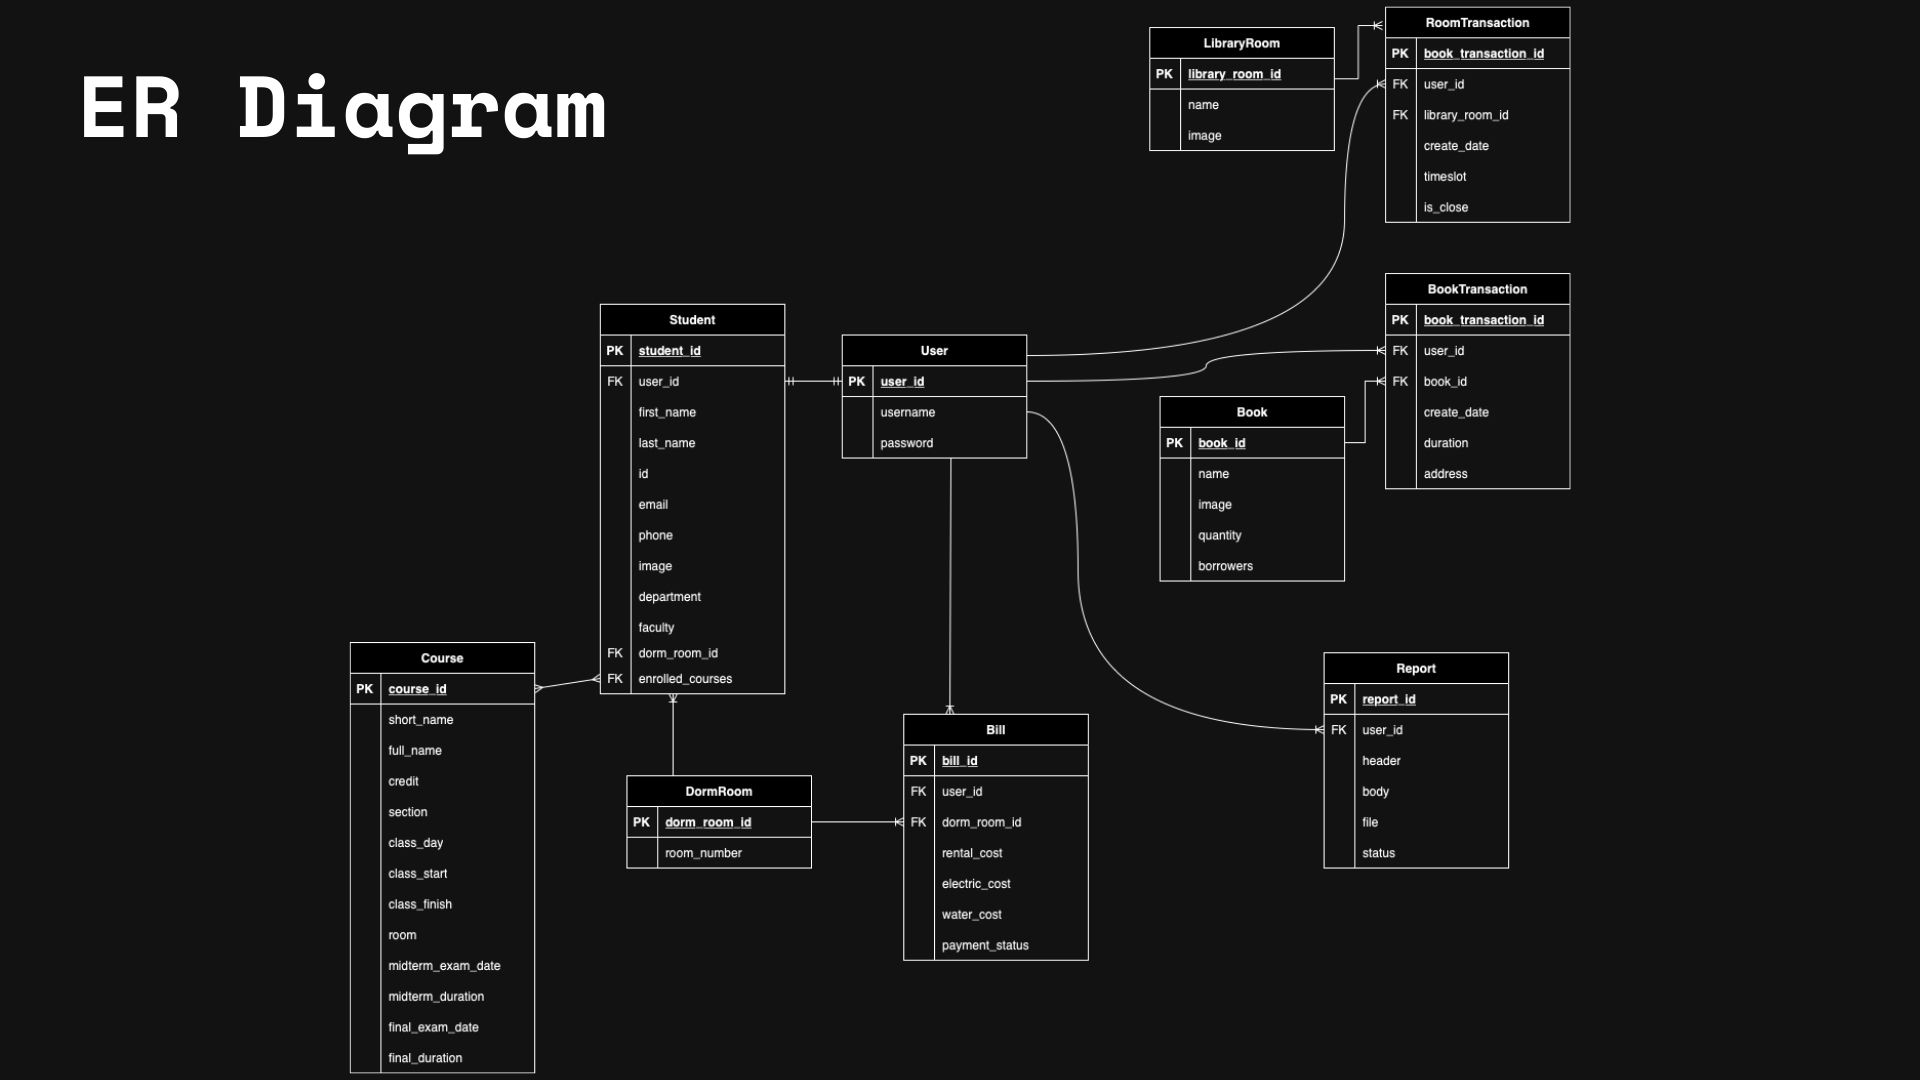 ER Diagram
LibraryRoom
PK library_room_id
name
image
RoomTransaction
PK book_transaction_id
FK user_id
FK library_room_id
create_date
timeslot
is_close
BookTransaction
PK book_transaction_id
FK user_id
FK book_id
create_date
duration
address
Student
PK student_id
FK user_id
first_name
last_name
id
email
phone
image
department
faculty
FK dorm_room_id
FK enrolled_courses
User
PK user_id
username
password
Book
PK book_id
name
image
quantity
borrowers
Course
PK course_id
short_name
full_name
credit
section
class_day
class_start
class_finish
room
midterm_exam_date
midterm_duration
final_exam_date
final_duration
DormRoom
PK dorm_room_id
room_number
Bill
PK bill_id
FK user_id
FK dorm_room_id
rental_cost
electric_cost
water_cost
payment_status
Report
PK report_id
FK user_id
header
body
file
status